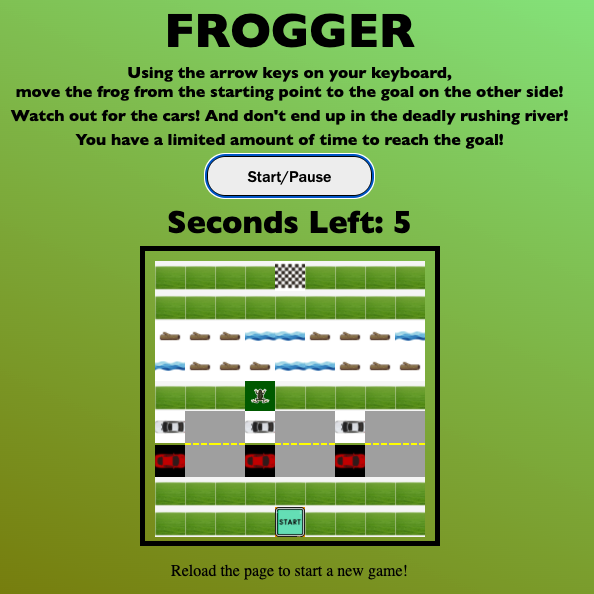 FROGGER
Using the arrow keys on your keyboard,
move the frog from the starting point to the goal on the other side!
Watch out for the cars! And don't end up in the deadly rushing river!
You have a limited amount of time to reach the goal!
Start/Pause
Seconds Left: 5
START
Reload the page to start a new game!